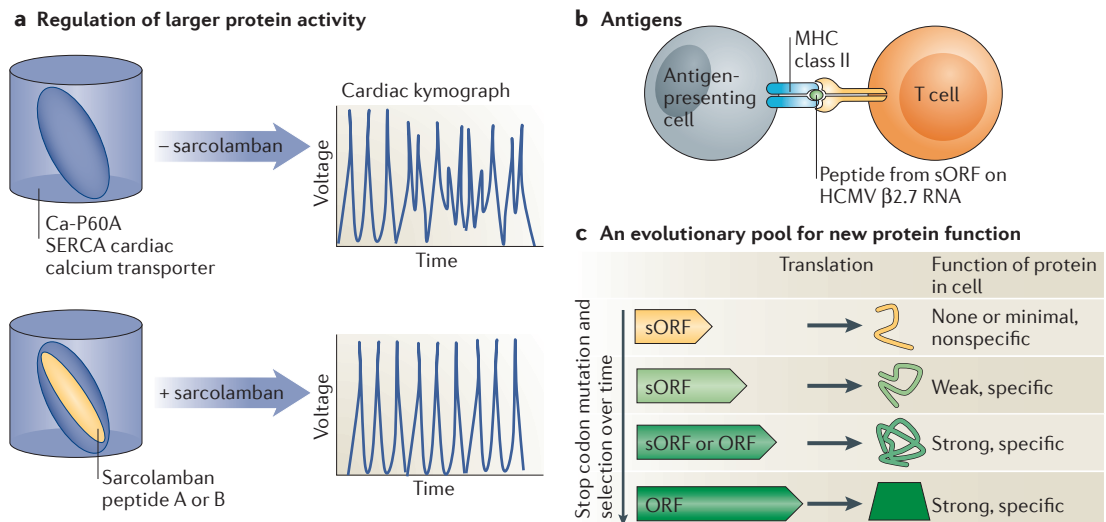 a Regulation of larger protein activity
– sarcolamban
Ca-P60A
SERCA cardiac
calcium transporter
Cardiac kymograph
Voltage
Time
+ sarcolamban
Sarcolamban
peptide A or B
Voltage
Time
b Antigens
Antigen-
presenting
cell
MHC
class II
T cell
Peptide from sORF on
HCMV β2.7 RNA
c An evolutionary pool for new protein function
Translation
Function of protein
in cell
Stop codon mutation and
selection over time
sORF
None or minimal,
nonspecific
sORF
Weak, specific
sORF or ORF
Strong, specific
ORF
Strong, specific